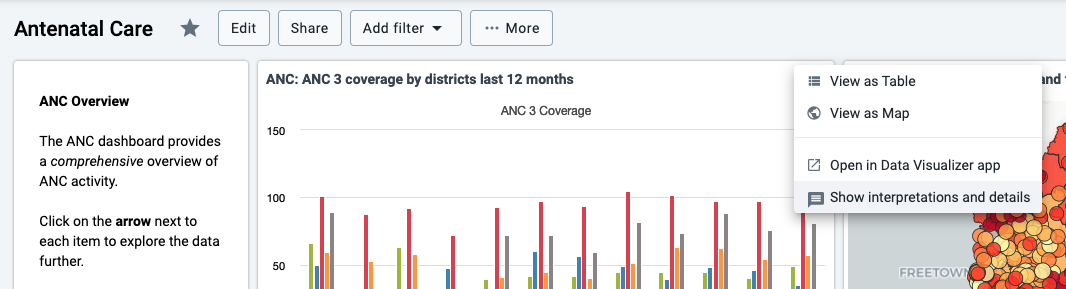 Antenatal Care
Edit
Share
Add filter
More
ANC Overview
The ANC dashboard provides
a comprehensive overview of
ANC activity.
Click on the arrow next to
each item to explore the data
further.
ANC: ANC 3 coverage by districts last 12 months
ANC 3 Coverage
150
100
50
View as Table
View as Map
Open in Data Visualizer app
Show interpretations and details
and
FREETOWN